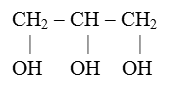 CH₂ – CH – CH₂
| | |
OH OH OH